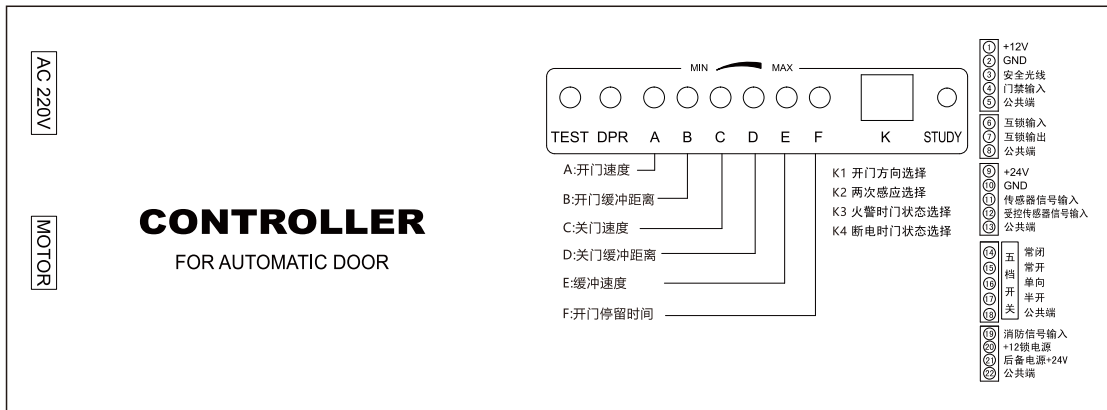 AC 220V
MOTOR
CONTROLLER
FOR AUTOMATIC DOOR
MIN MAX
TEST DPR A B C D E F K STUDY
A:开门速度
B:开门缓冲距离
C:关门速度
D:关门缓冲距离
E:缓冲速度
F:开门停留时间
K1 开门方向选择
K2 两次感应选择
K3 火警时门状态选择
K4 断电时门状态选择
① +12V
② GND
③ 安全光线
④ 门禁输入
⑤ 公共端
⑥ 互锁输入
⑦ 互锁输出
⑧ 公共端
⑨ +24V
⑩ GND
⑪ 传感器信号输入
⑫ 受控传感器信号输入
⑬ 公共端
五档开关
⑭ 常闭
⑮ 常开
⑯ 单向
⑰ 半开
⑱ 公共端
⑲ 消防信号输入
⑳ +12锁电源
㉑ 后备电源+24V
㉒ 公共端